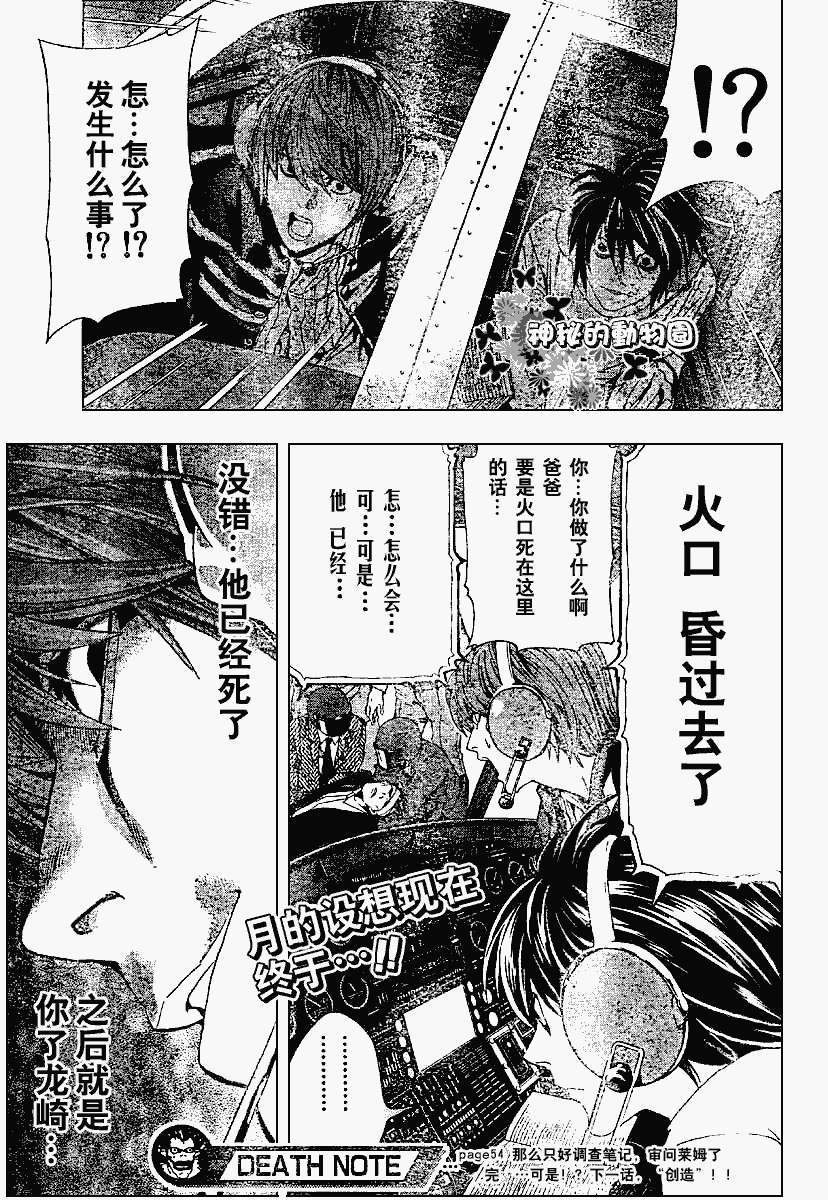 !?
怎…怎么了!?
发生什么事!?
神秘的動物園
火口 昏过去了
你…你做了什么啊
爸爸
要是火口死在这里
的话…
怎…怎么会…
可…可是…
他 已经…
没错…他已经死了
月的设想现在
终于…!!
…………
之后就是
你了龙崎…
DEATH NOTE
…page54 那么只好调查笔记，审问莱姆了
完……可是!? 下一话，“创造”!!